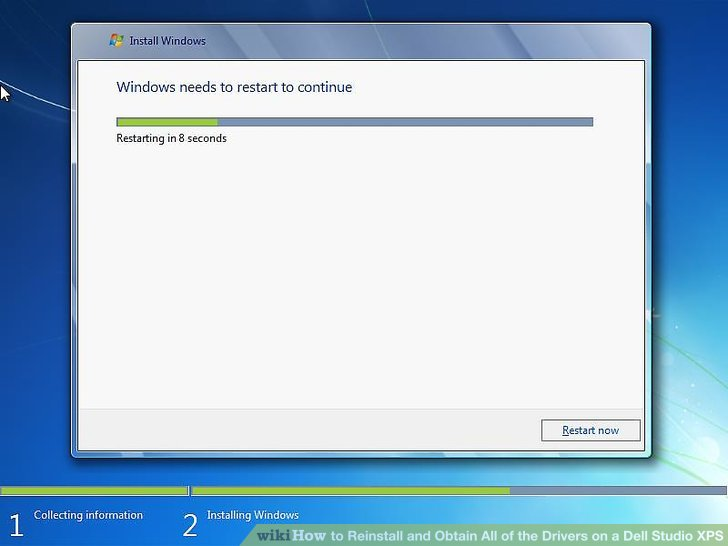 Install Windows
Windows needs to restart to continue
Restarting in 8 seconds
Restart now
1 Collecting information
2 Installing Windows
wikiHow to Reinstall and Obtain All of the Drivers on a Dell Studio XPS